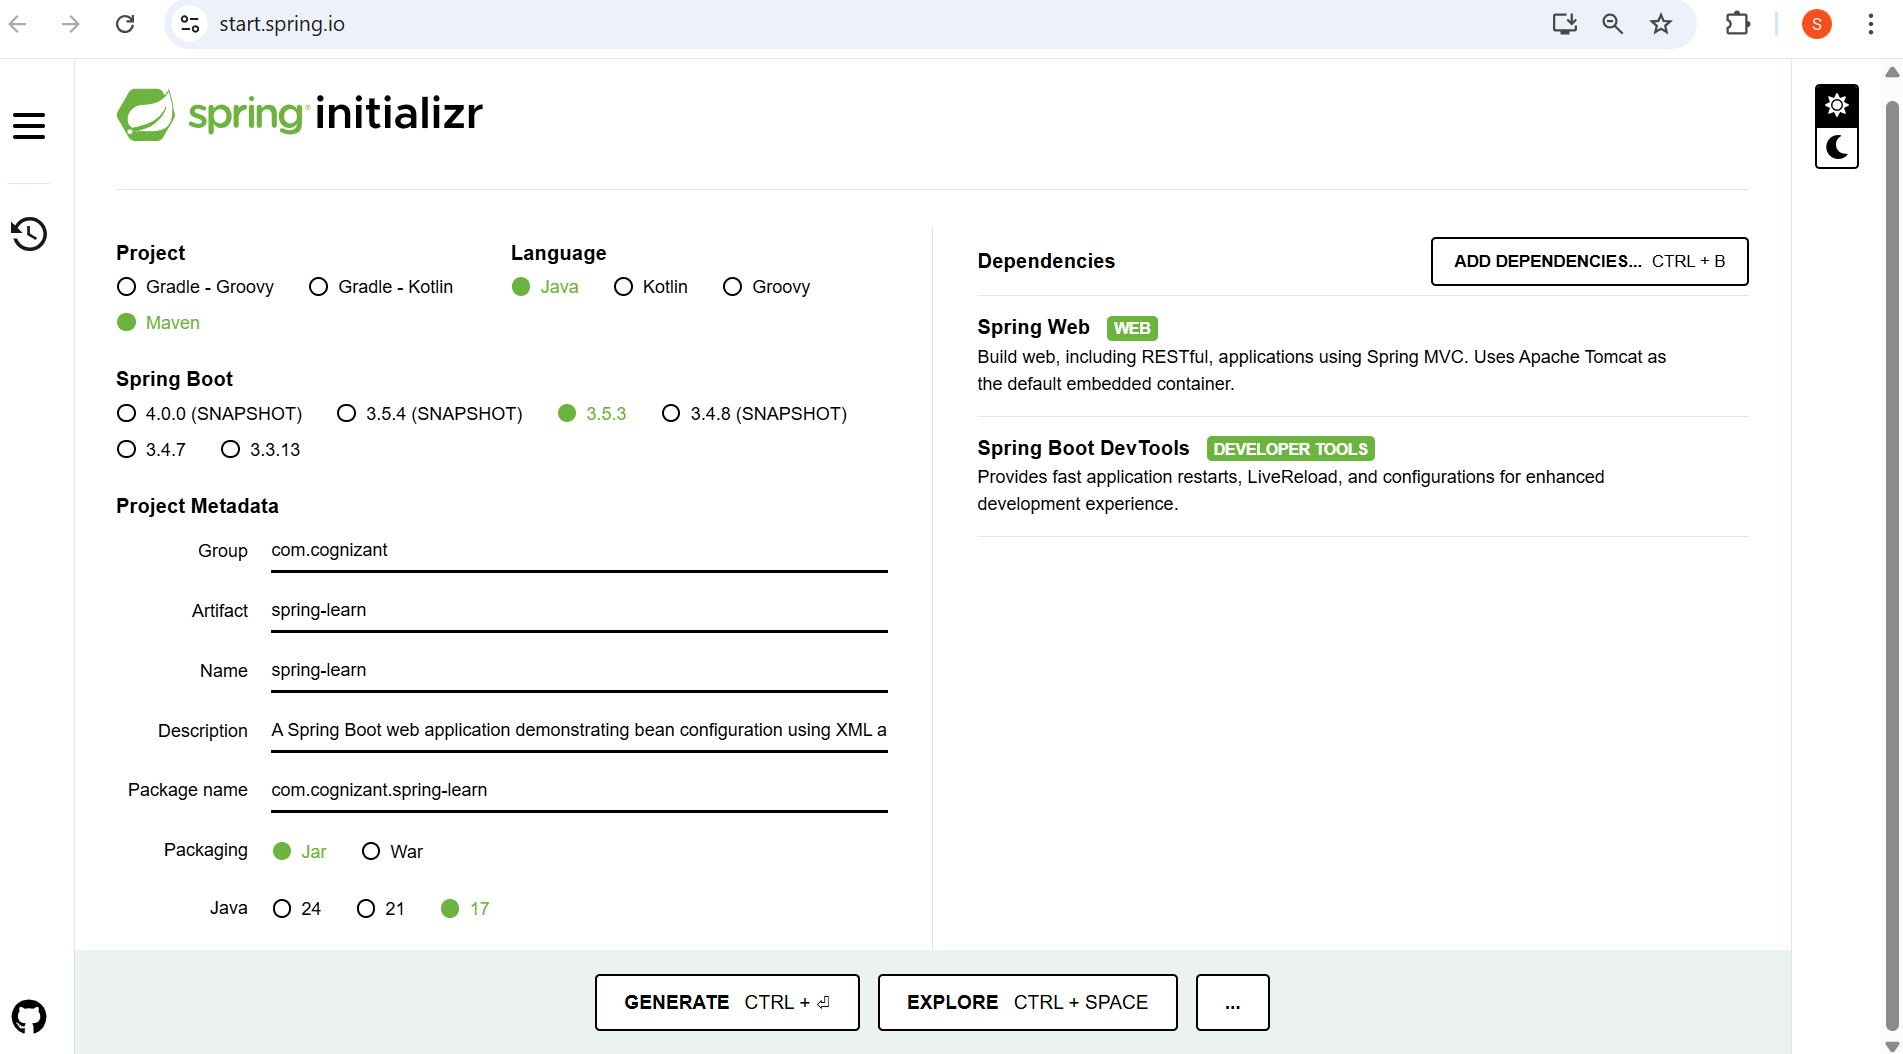 start.spring.io
S
spring initializr
Project
Gradle - Groovy Gradle - Kotlin
Maven
Language
Java Kotlin Groovy
Spring Boot
4.0.0 (SNAPSHOT) 3.5.4 (SNAPSHOT) 3.5.3 3.4.8 (SNAPSHOT)
3.4.7 3.3.13
Project Metadata
Group com.cognizant
Artifact spring-learn
Name spring-learn
Description A Spring Boot web application demonstrating bean configuration using XML a
Package name com.cognizant.spring-learn
Packaging Jar War
Java 24 21 17
Dependencies
ADD DEPENDENCIES... CTRL + B
Spring Web WEB
Build web, including RESTful, applications using Spring MVC. Uses Apache Tomcat as
the default embedded container.
Spring Boot DevTools DEVELOPER TOOLS
Provides fast application restarts, LiveReload, and configurations for enhanced
development experience.
GENERATE CTRL + ⏎
EXPLORE CTRL + SPACE
...